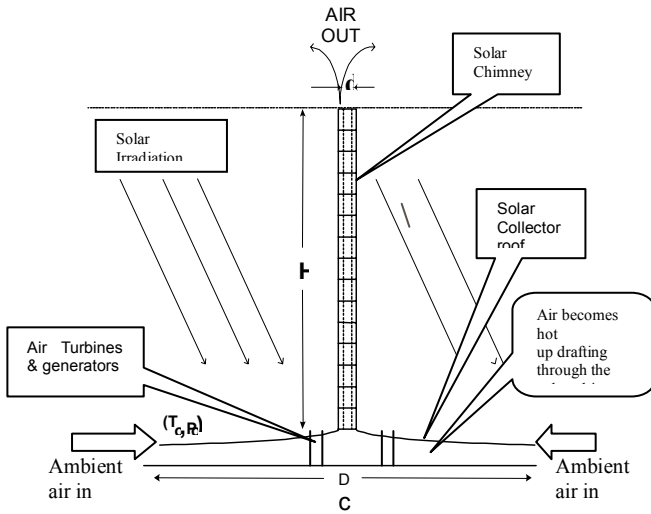 AIR
OUT
d
Solar
Chimney
Solar
Irradiation
Solar
Collector
roof
H
Air becomes
hot
up drafting
through the
Air Turbines
& generators
Ambient
air in
D
C
Ambient
air in